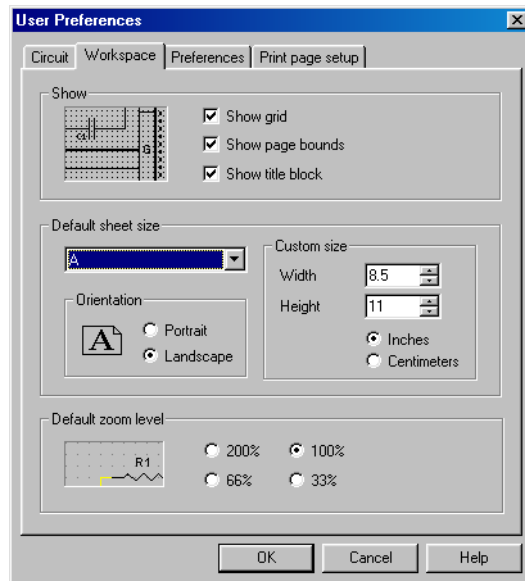 User Preferences
Circuit Workspace Preferences Print page setup
Show
C1
G
Show grid
Show page bounds
Show title block
Default sheet size
A
Orientation
A
Portrait
Landscape
Custom size
Width 8.5
Height 11
Inches
Centimeters
Default zoom level
R1
200% 100%
66% 33%
OK Cancel Help